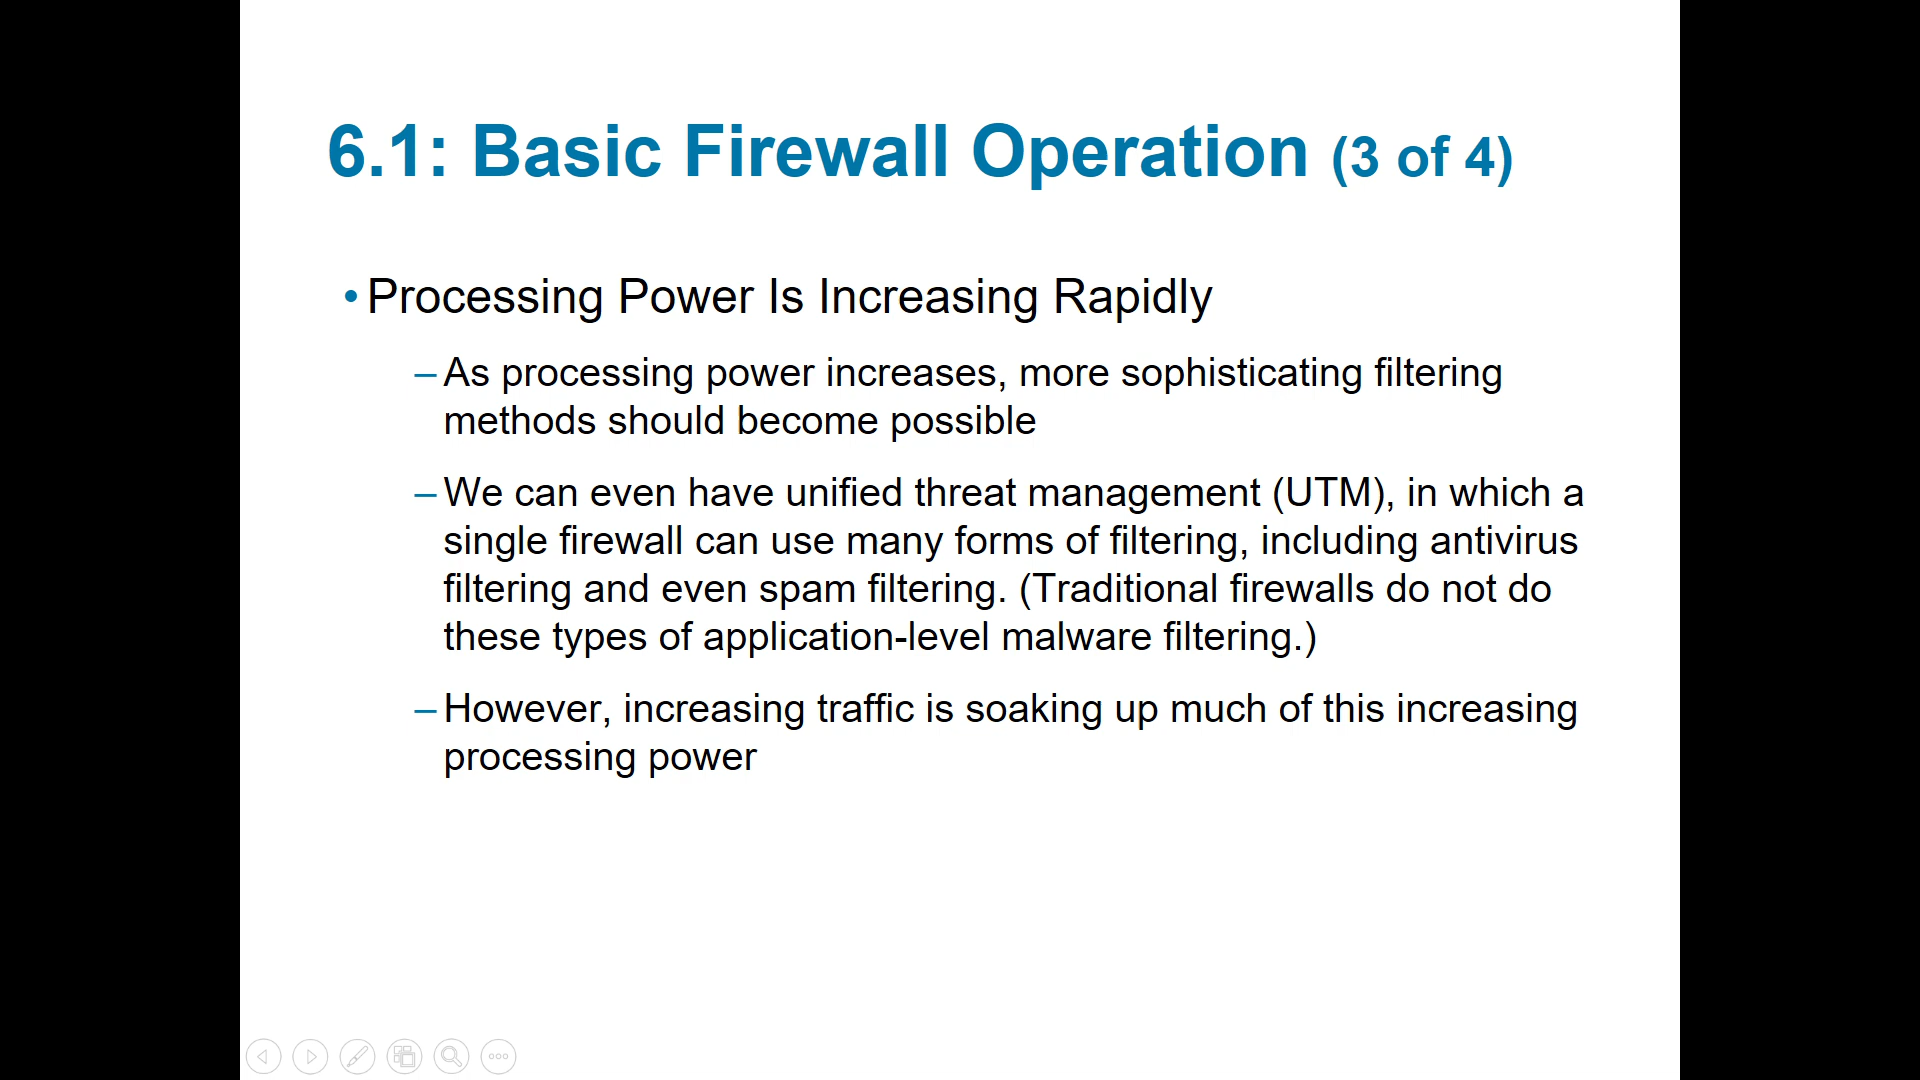 6.1: Basic Firewall Operation (3 of 4)
• Processing Power Is Increasing Rapidly
– As processing power increases, more sophisticating filtering
methods should become possible
– We can even have unified threat management (UTM), in which a
single firewall can use many forms of filtering, including antivirus
filtering and even spam filtering. (Traditional firewalls do not do
these types of application-level malware filtering.)
– However, increasing traffic is soaking up much of this increasing
processing power